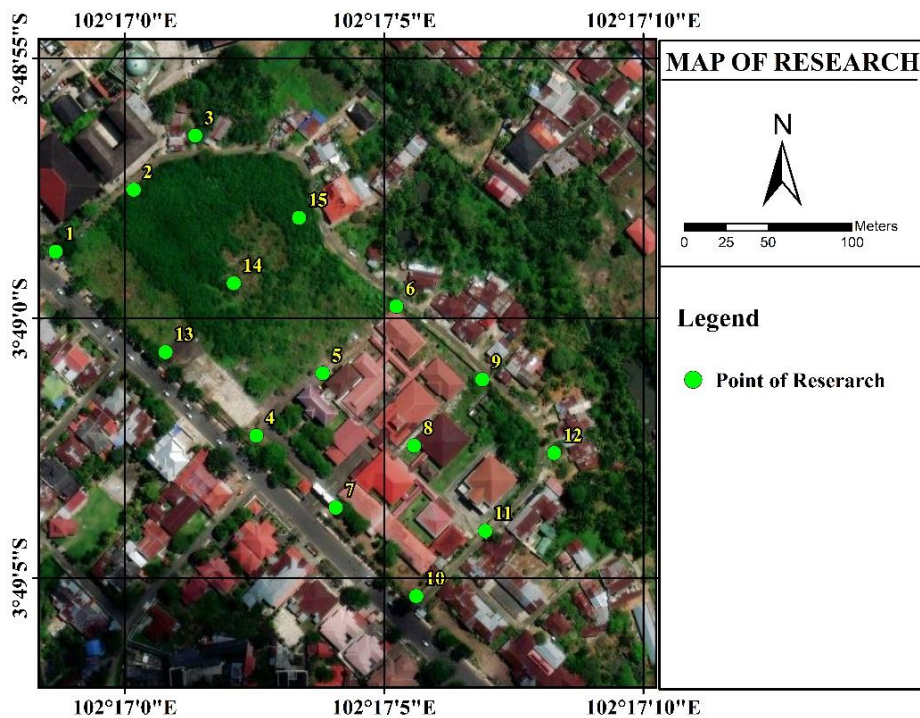 102°17'0"E 102°17'5"E 102°17'10"E
3°48'55"S
3°49'0"S
3°49'5"S
3
2
15
1
14
6
13
5
9
4
8
12
7
11
10
102°17'0"E 102°17'5"E 102°17'10"E
MAP OF RESEARCH
N
Meters
0 25 50 100
Legend
Point of Reserarch